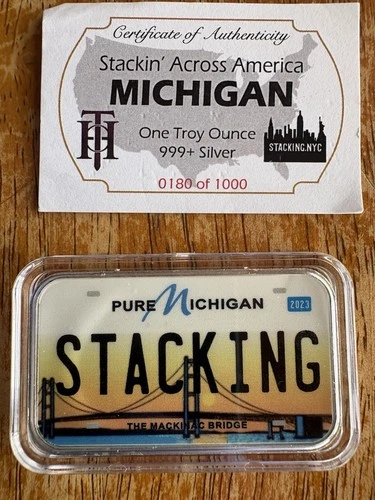 Certificate of Authenticity
Stackin' Across America
MICHIGAN
One Troy Ounce
999+ Silver
TH
STACKING.NYC
0180 of 1000
PURE MICHIGAN
2023
STACKING
THE MACKINAC BRIDGE